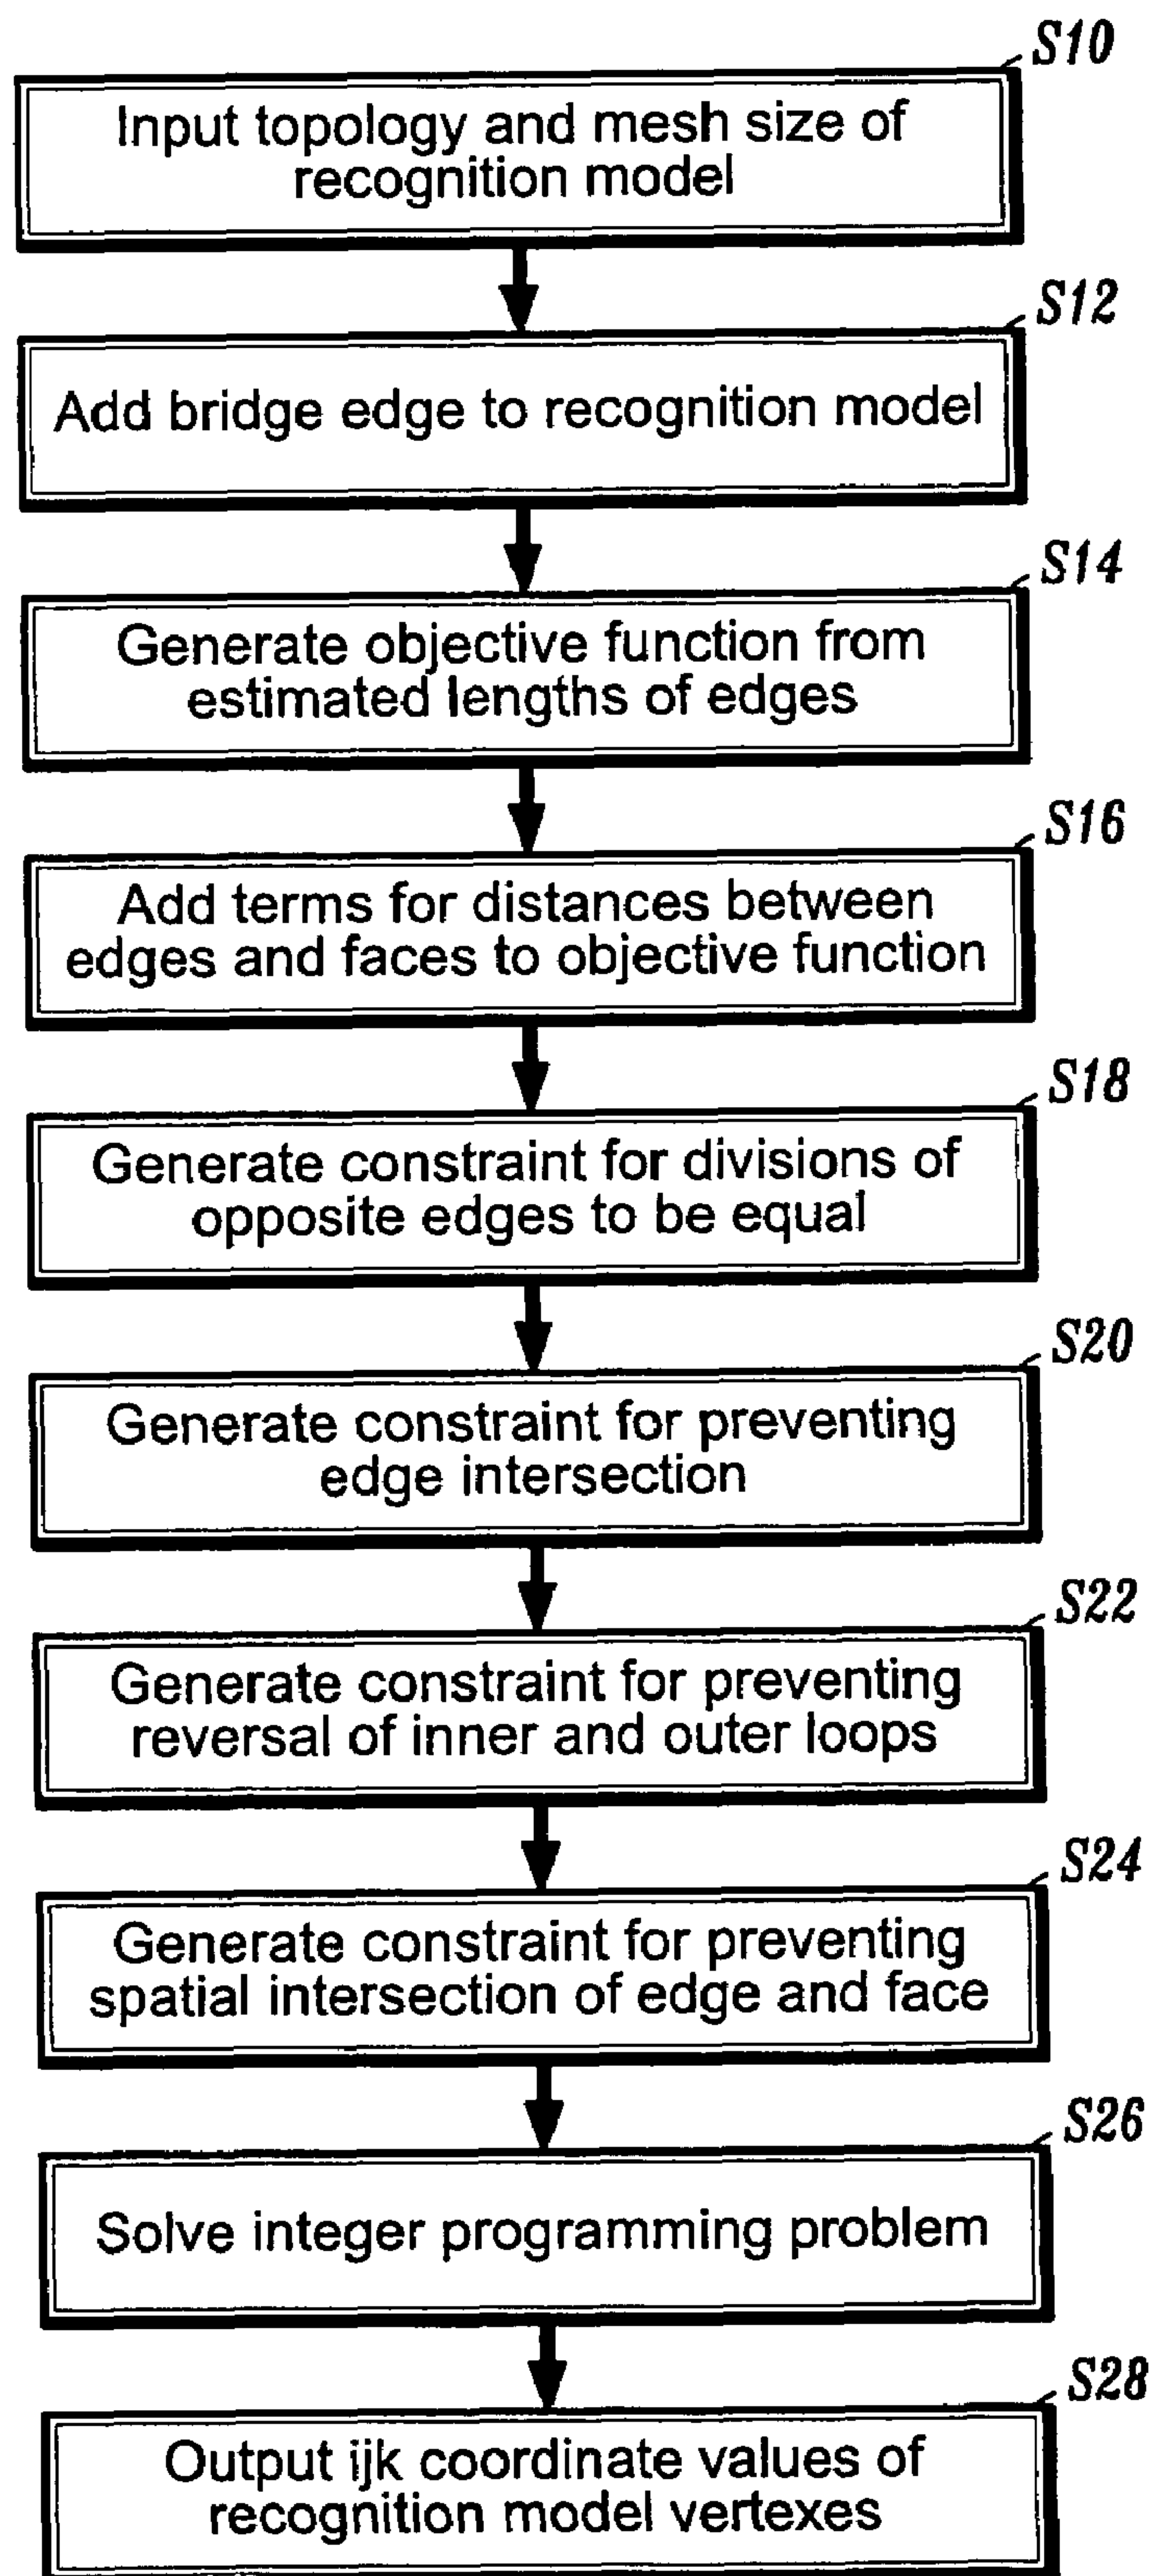 S10
Input topology and mesh size of
recognition model
S12
Add bridge edge to recognition model
S14
Generate objective function from
estimated lengths of edges
S16
Add terms for distances between
edges and faces to objective function
S18
Generate constraint for divisions of
opposite edges to be equal
S20
Generate constraint for preventing
edge intersection
S22
Generate constraint for preventing
reversal of inner and outer loops
S24
Generate constraint for preventing
spatial intersection of edge and face
S26
Solve integer programming problem
S28
Output ijk coordinate values of
recognition model vertexes